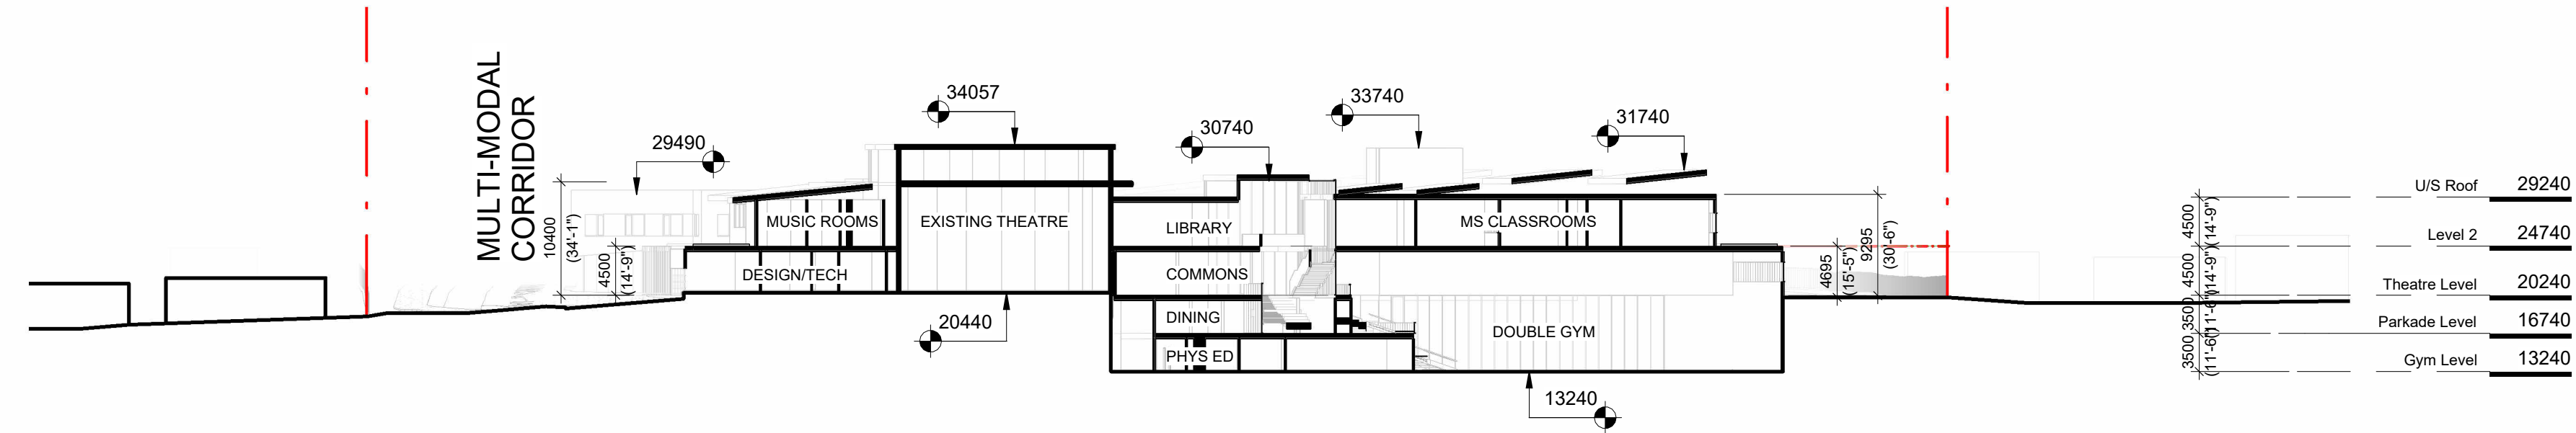 MULTI-MODAL
CORRIDOR
34057
33740
30740
31740
29490
10400
(34'-1")
4500
(14'-9")
MUSIC ROOMS
EXISTING THEATRE
LIBRARY
MS CLASSROOMS
DESIGN/TECH
COMMONS
DINING
DOUBLE GYM
PHYS ED
20440
13240
4695
(15'-5")
9295
(30'-6")
4500
(14'-9")
4500
(14'-9")
3500
(11'-6")
3500
(11'-6")
U/S Roof 29240
Level 2 24740
Theatre Level 20240
Parkade Level 16740
Gym Level 13240